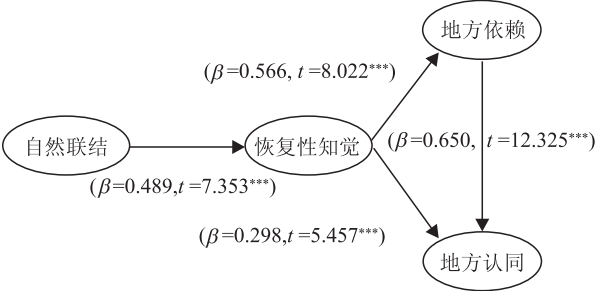 地方依赖
(β=0.566, t=8.022***)
自然联结
恢复性知觉
(β=0.650, t=12.325***)
(β=0.489,t=7.353***)
(β=0.298,t=5.457***)
地方认同